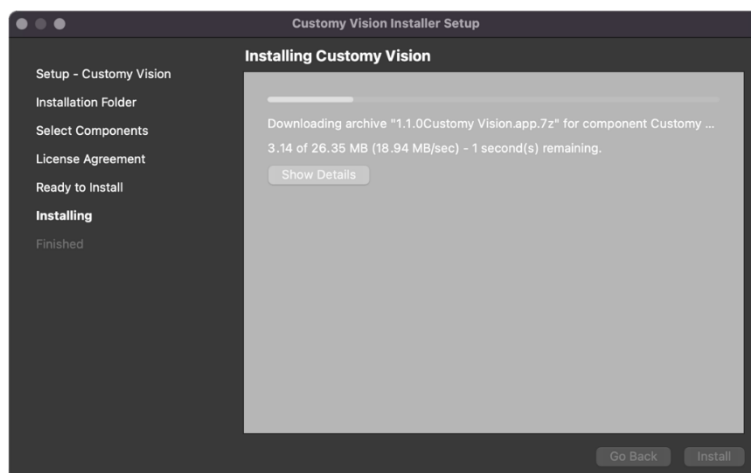 Customy Vision Installer Setup
Setup - Customy Vision
Installation Folder
Select Components
License Agreement
Ready to Install
Installing
Finished
Installing Customy Vision
Downloading archive "1.1.0Customy Vision.app.7z" for component Customy ...
3.14 of 26.35 MB (18.94 MB/sec) - 1 second(s) remaining.
Show Details
Go Back Install